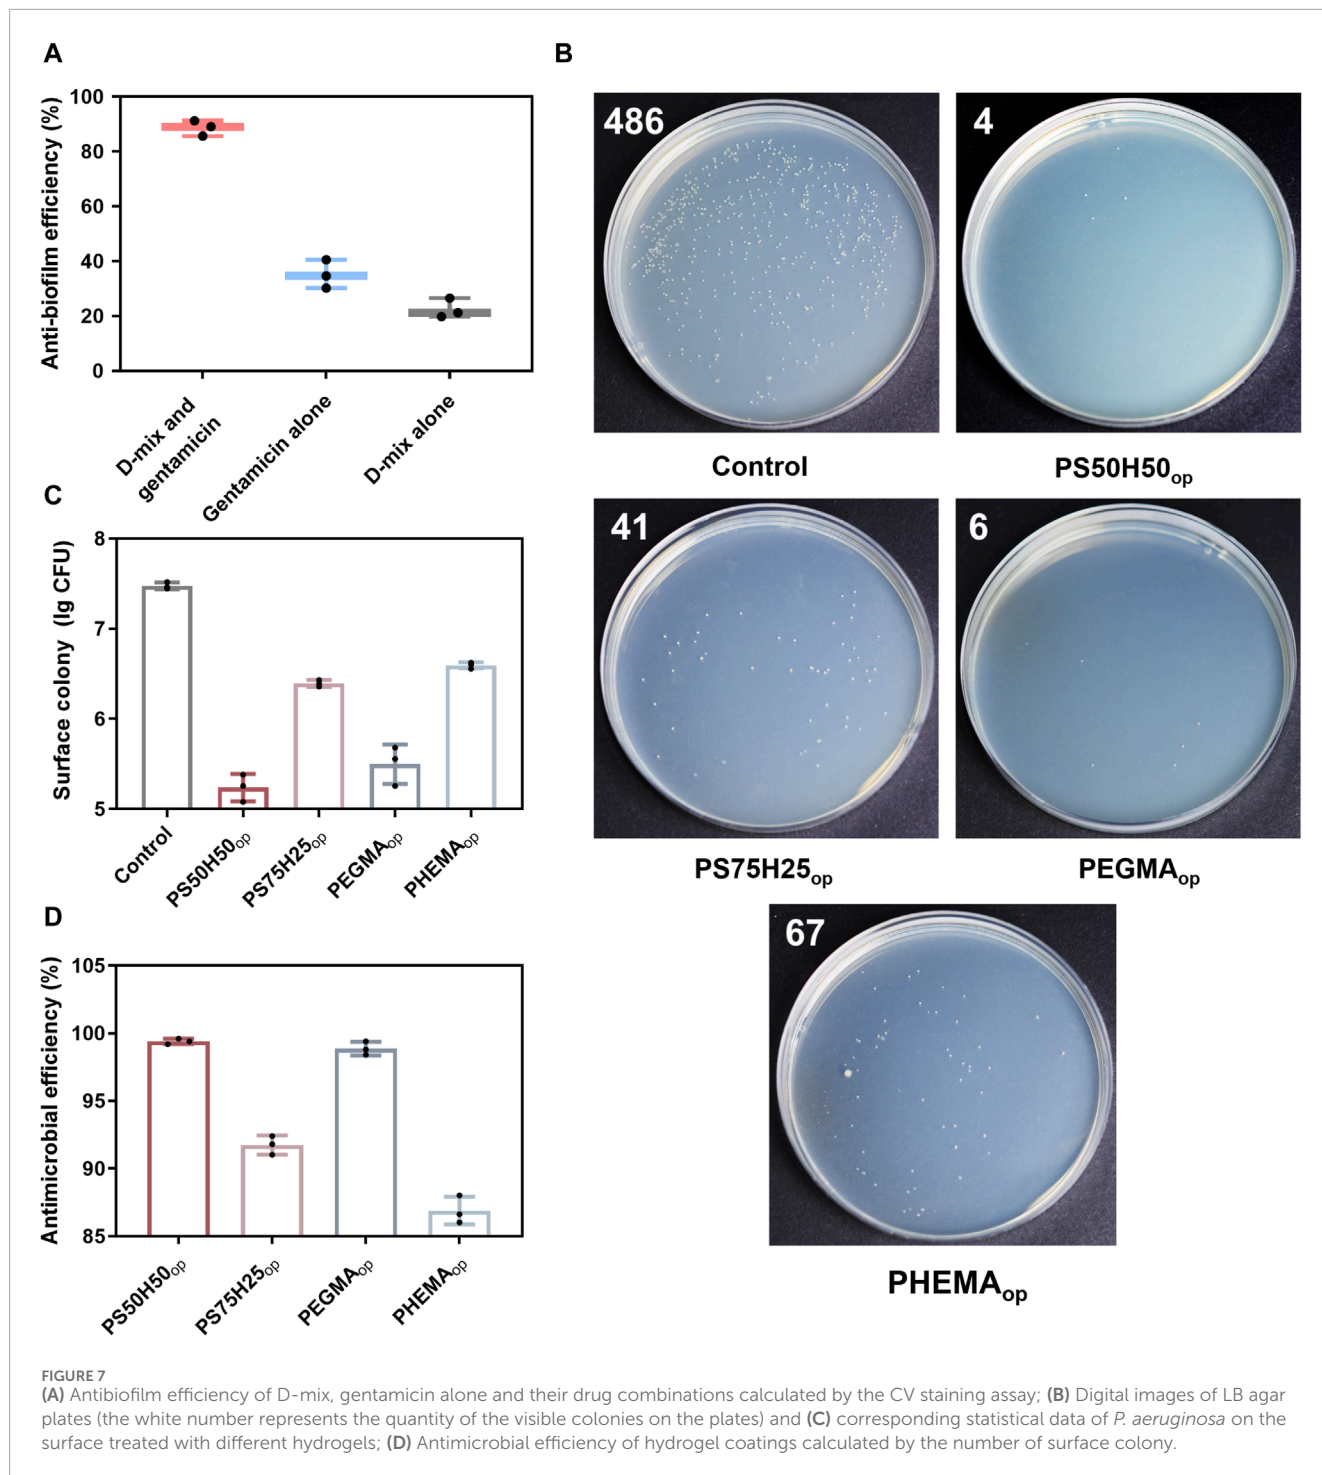 A
Anti-biofilm efficiency (%)
100
80
60
40
20
0
D-mix and
gentamicin
Gentamicin alone
D-mix alone
B
486
Control
4
PS50H50op
41
PS75H25op
6
PEGMAop
67
PHEMAop
C
Surface colony (lg CFU)
8
7
6
5
Control
PS50H50op
PS75H25op
PEGMAop
PHEMAop
D
Antimicrobial efficiency (%)
105
100
95
90
85
PS50H50op
PS75H25op
PEGMAop
PHEMAop
FIGURE 7
(A) Antibiofilm efficiency of D-mix, gentamicin alone and their drug combinations calculated by the CV staining assay; (B) Digital images of LB agar
plates (the white number represents the quantity of the visible colonies on the plates) and (C) corresponding statistical data of P. aeruginosa on the
surface treated with different hydrogels; (D) Antimicrobial efficiency of hydrogel coatings calculated by the number of surface colony.